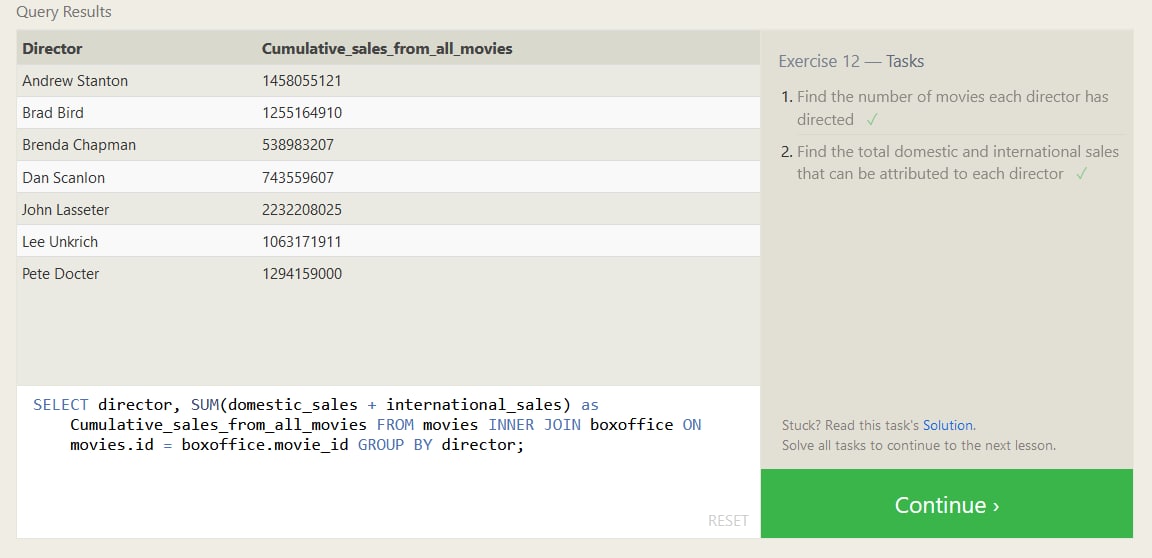 Query Results
Director Cumulative_sales_from_all_movies
Andrew Stanton 1458055121
Brad Bird 1255164910
Brenda Chapman 538983207
Dan Scanlon 743559607
John Lasseter 2232208025
Lee Unkrich 1063171911
Pete Docter 1294159000
SELECT director, SUM(domestic_sales + international_sales) as
Cumulative_sales_from_all_movies FROM movies INNER JOIN boxoffice ON
movies.id = boxoffice.movie_id GROUP BY director;
RESET
Exercise 12 — Tasks
1. Find the number of movies each director has
directed ✓
2. Find the total domestic and international sales
that can be attributed to each director ✓
Stuck? Read this task's Solution.
Solve all tasks to continue to the next lesson.
Continue ›